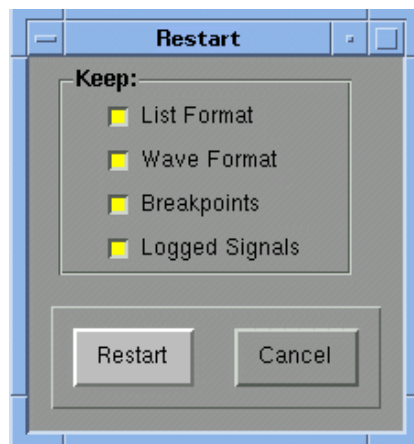 Restart
Keep:
List Format
Wave Format
Breakpoints
Logged Signals
Restart Cancel